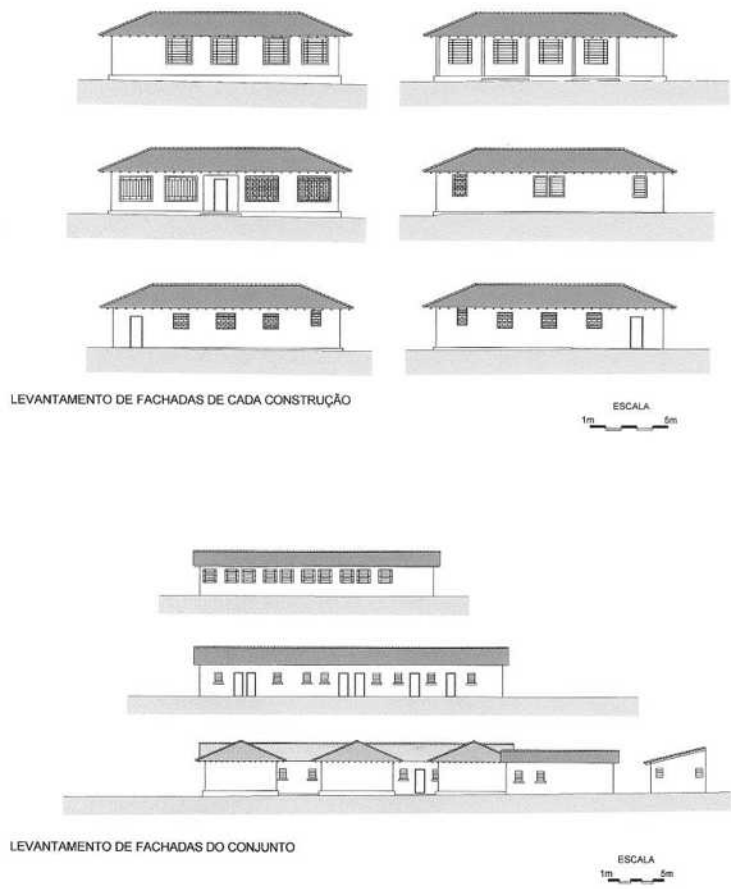 LEVANTAMENTO DE FACHADAS DE CADA CONSTRUÇÃO
ESCALA
1m 5m
LEVANTAMENTO DE FACHADAS DO CONJUNTO
ESCALA
1m 5m